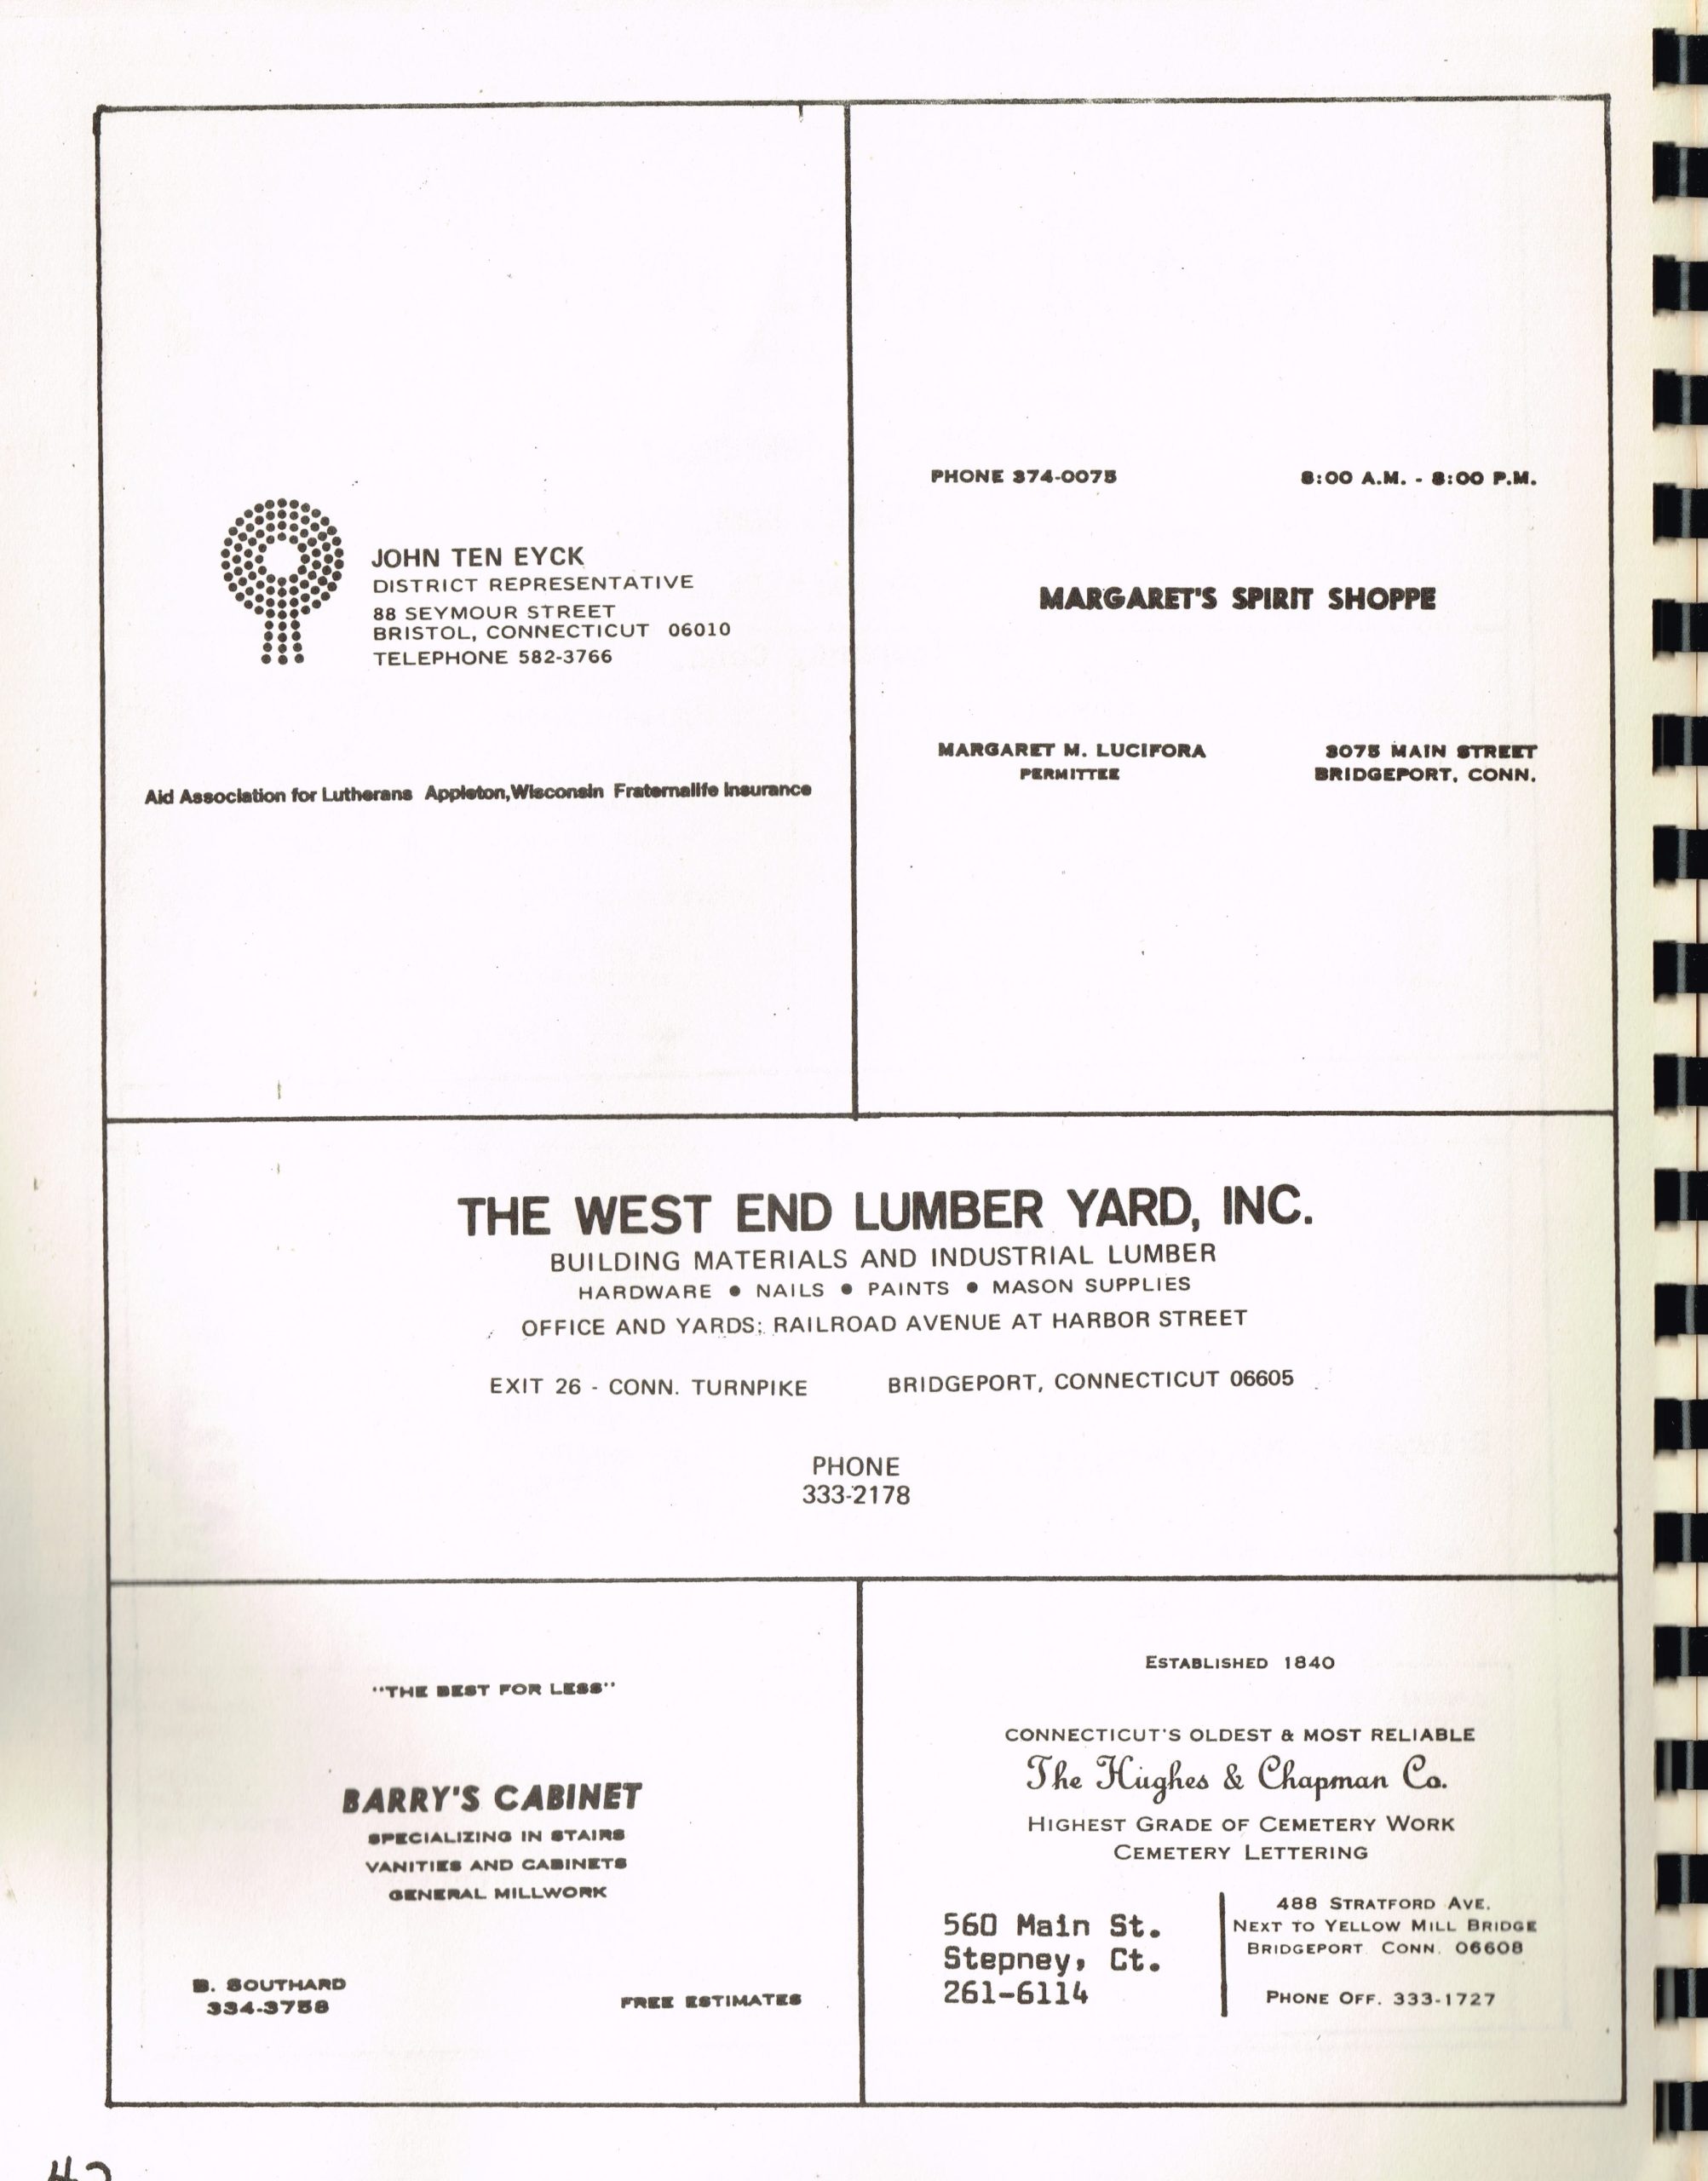 JOHN TEN EYCK
DISTRICT REPRESENTATIVE
88 SEYMOUR STREET
BRISTOL, CONNECTICUT 06010
TELEPHONE 582-3766
Aid Association for Lutherans Appleton, Wisconsin Fraternalife Insurance
PHONE 374-0075 8:00 A.M. - 8:00 P.M.
MARGARET'S SPIRIT SHOPPE
MARGARET M. LUCIFORA
PERMITTEE
3075 MAIN STREET
BRIDGEPORT, CONN.
THE WEST END LUMBER YARD, INC.
BUILDING MATERIALS AND INDUSTRIAL LUMBER
HARDWARE ● NAILS ● PAINTS ● MASON SUPPLIES
OFFICE AND YARDS; RAILROAD AVENUE AT HARBOR STREET
EXIT 26 - CONN. TURNPIKE BRIDGEPORT, CONNECTICUT 06605
PHONE
333-2178
"THE BEST FOR LESS"
BARRY'S CABINET
SPECIALIZING IN STAIRS
VANITIES AND CABINETS
GENERAL MILLWORK
B. SOUTHARD
334-3758
FREE ESTIMATES
ESTABLISHED 1840
CONNECTICUT'S OLDEST & MOST RELIABLE
The Hughes & Chapman Co.
HIGHEST GRADE OF CEMETERY WORK
CEMETERY LETTERING
560 Main St.
Stepney, Ct.
261-6114
488 STRATFORD AVE.
NEXT TO YELLOW MILL BRIDGE
BRIDGEPORT CONN. 06608
PHONE OFF. 333-1727